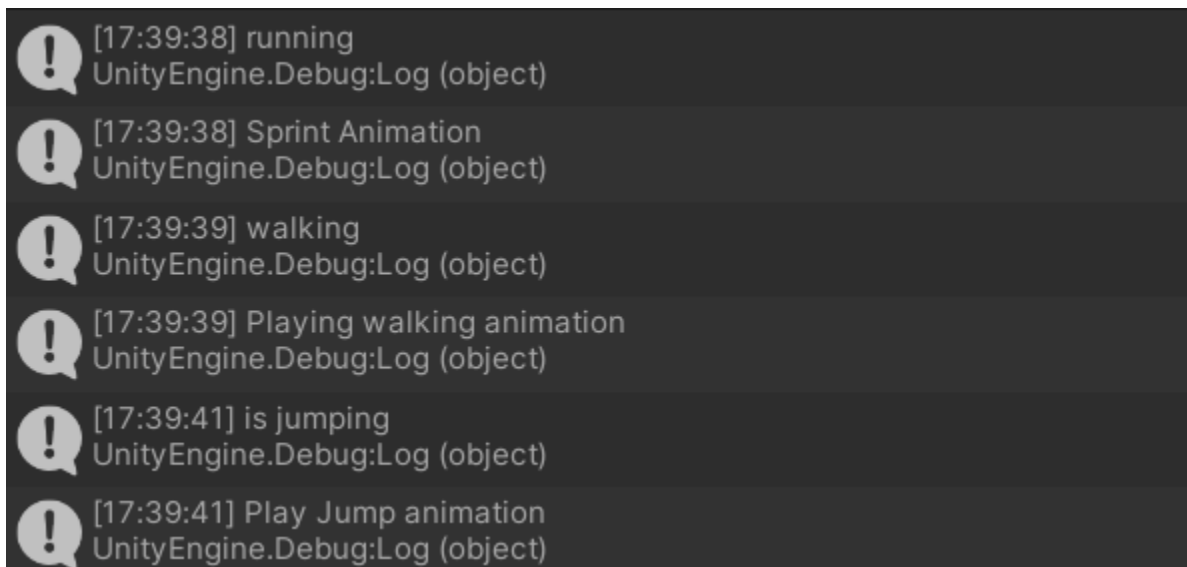 [17:39:38] running
UnityEngine.Debug:Log (object)
[17:39:38] Sprint Animation
UnityEngine.Debug:Log (object)
[17:39:39] walking
UnityEngine.Debug:Log (object)
[17:39:39] Playing walking animation
UnityEngine.Debug:Log (object)
[17:39:41] is jumping
UnityEngine.Debug:Log (object)
[17:39:41] Play Jump animation
UnityEngine.Debug:Log (object)